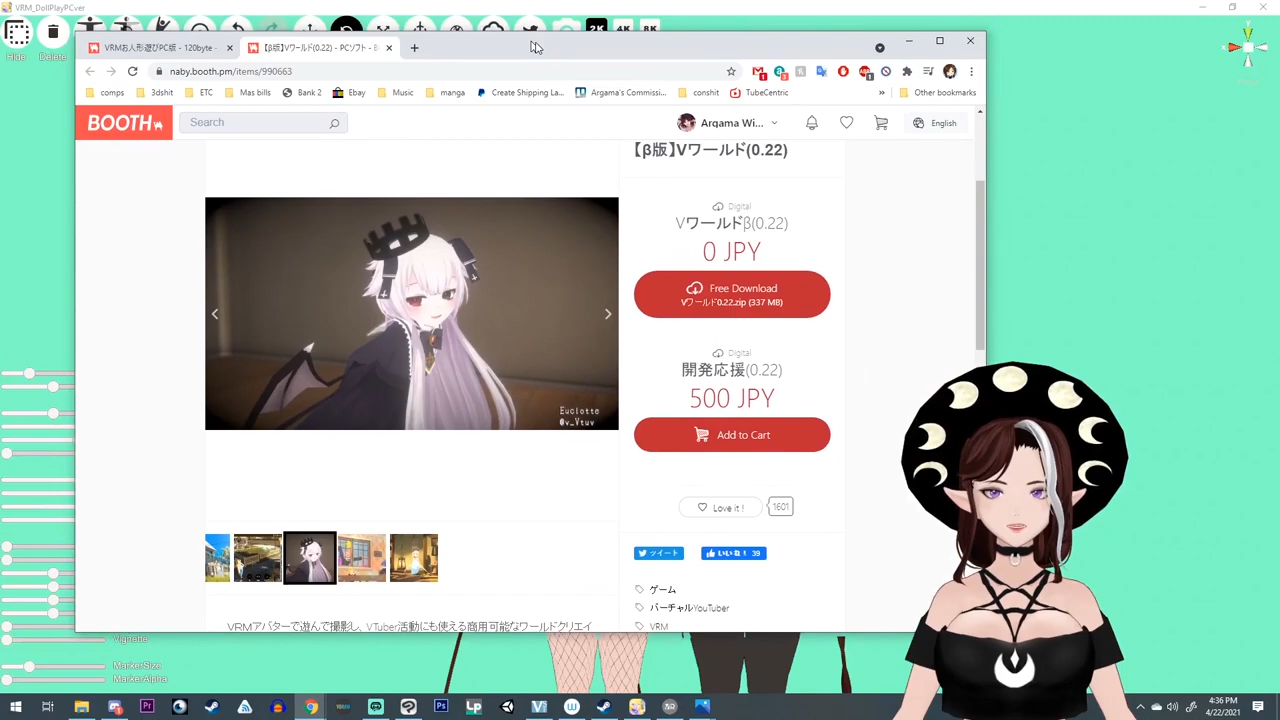 VRM_DollPlayPCver
2K 4K 8K
Hide
Delete
VRMお人形遊びPC版 - 120byte -
【β版】Vワールド(0.22) - PCソフト - B
naby.booth.pm/items/990663
comps
3dshit
ETC
Mas bills
Bank 2
Ebay
Music
manga
Create Shipping La...
Argama's Commissi...
conshit
TubeCentric
»
Other bookmarks
BOOTH
Search
Argama Wi...
English
【β版】Vワールド(0.22)
Digital
Vワールドβ(0.22)
0 JPY
Free Download
Vワールド0.22.zip (337 MB)
Digital
開発応援(0.22)
500 JPY
Add to Cart
Euclotte
@v_Vtuv
Love it !
1601
ツイート
いいね！ 39
ゲーム
バーチャルYouTuber
VRM
VRMアバターで遊んで撮影し、VTuber活動にも使える商用可能なワールドクリエイ
Vignette
MarkerSize
MarkerAlpha
4:36 PM
4/22/2021